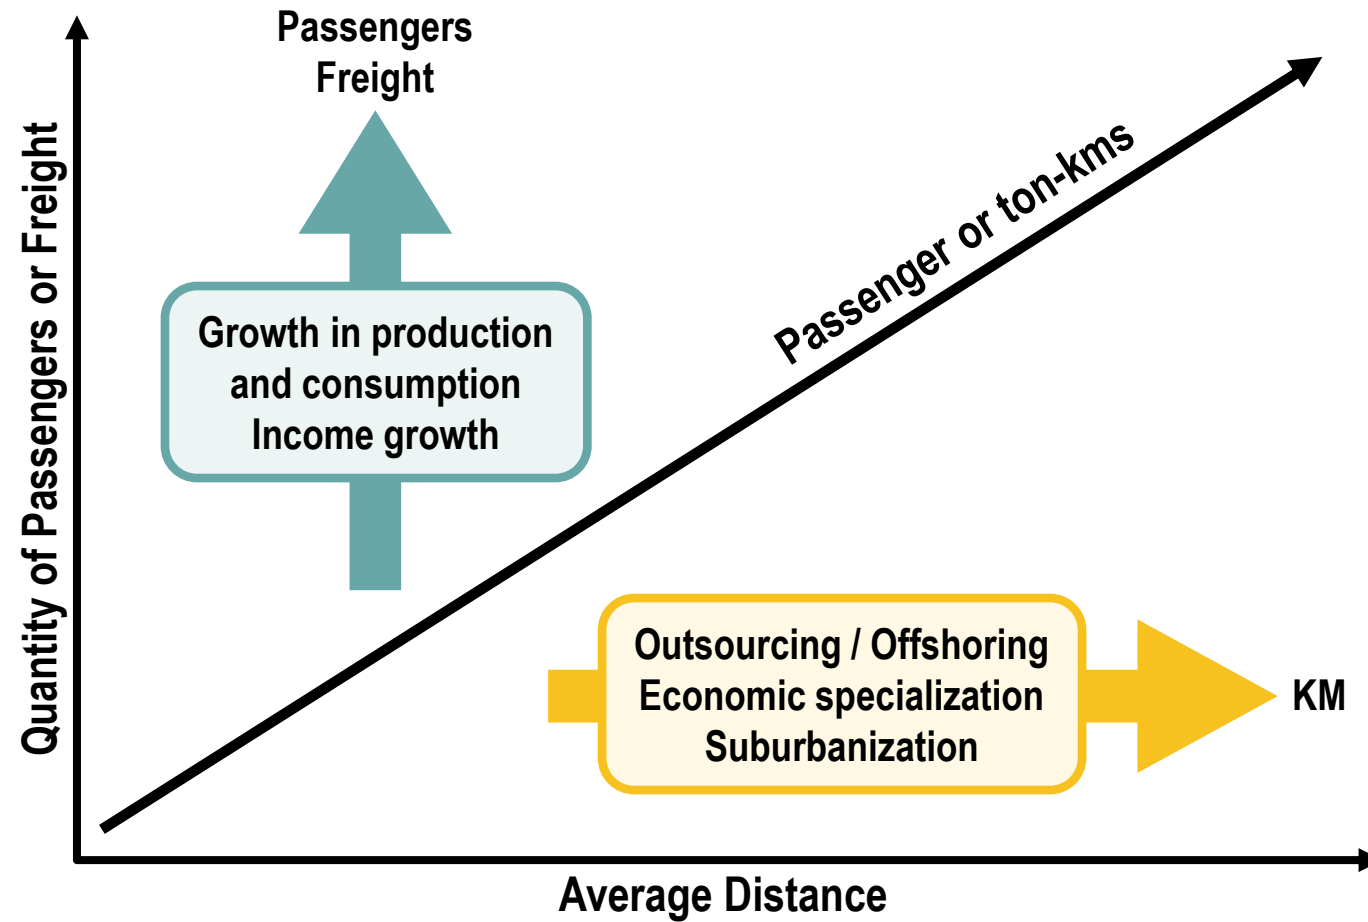 Passengers
Freight
Quantity of Passengers or Freight
Passenger or ton-kms
Growth in production
and consumption
Income growth
Outsourcing / Offshoring
Economic specialization
Suburbanization
KM
Average Distance